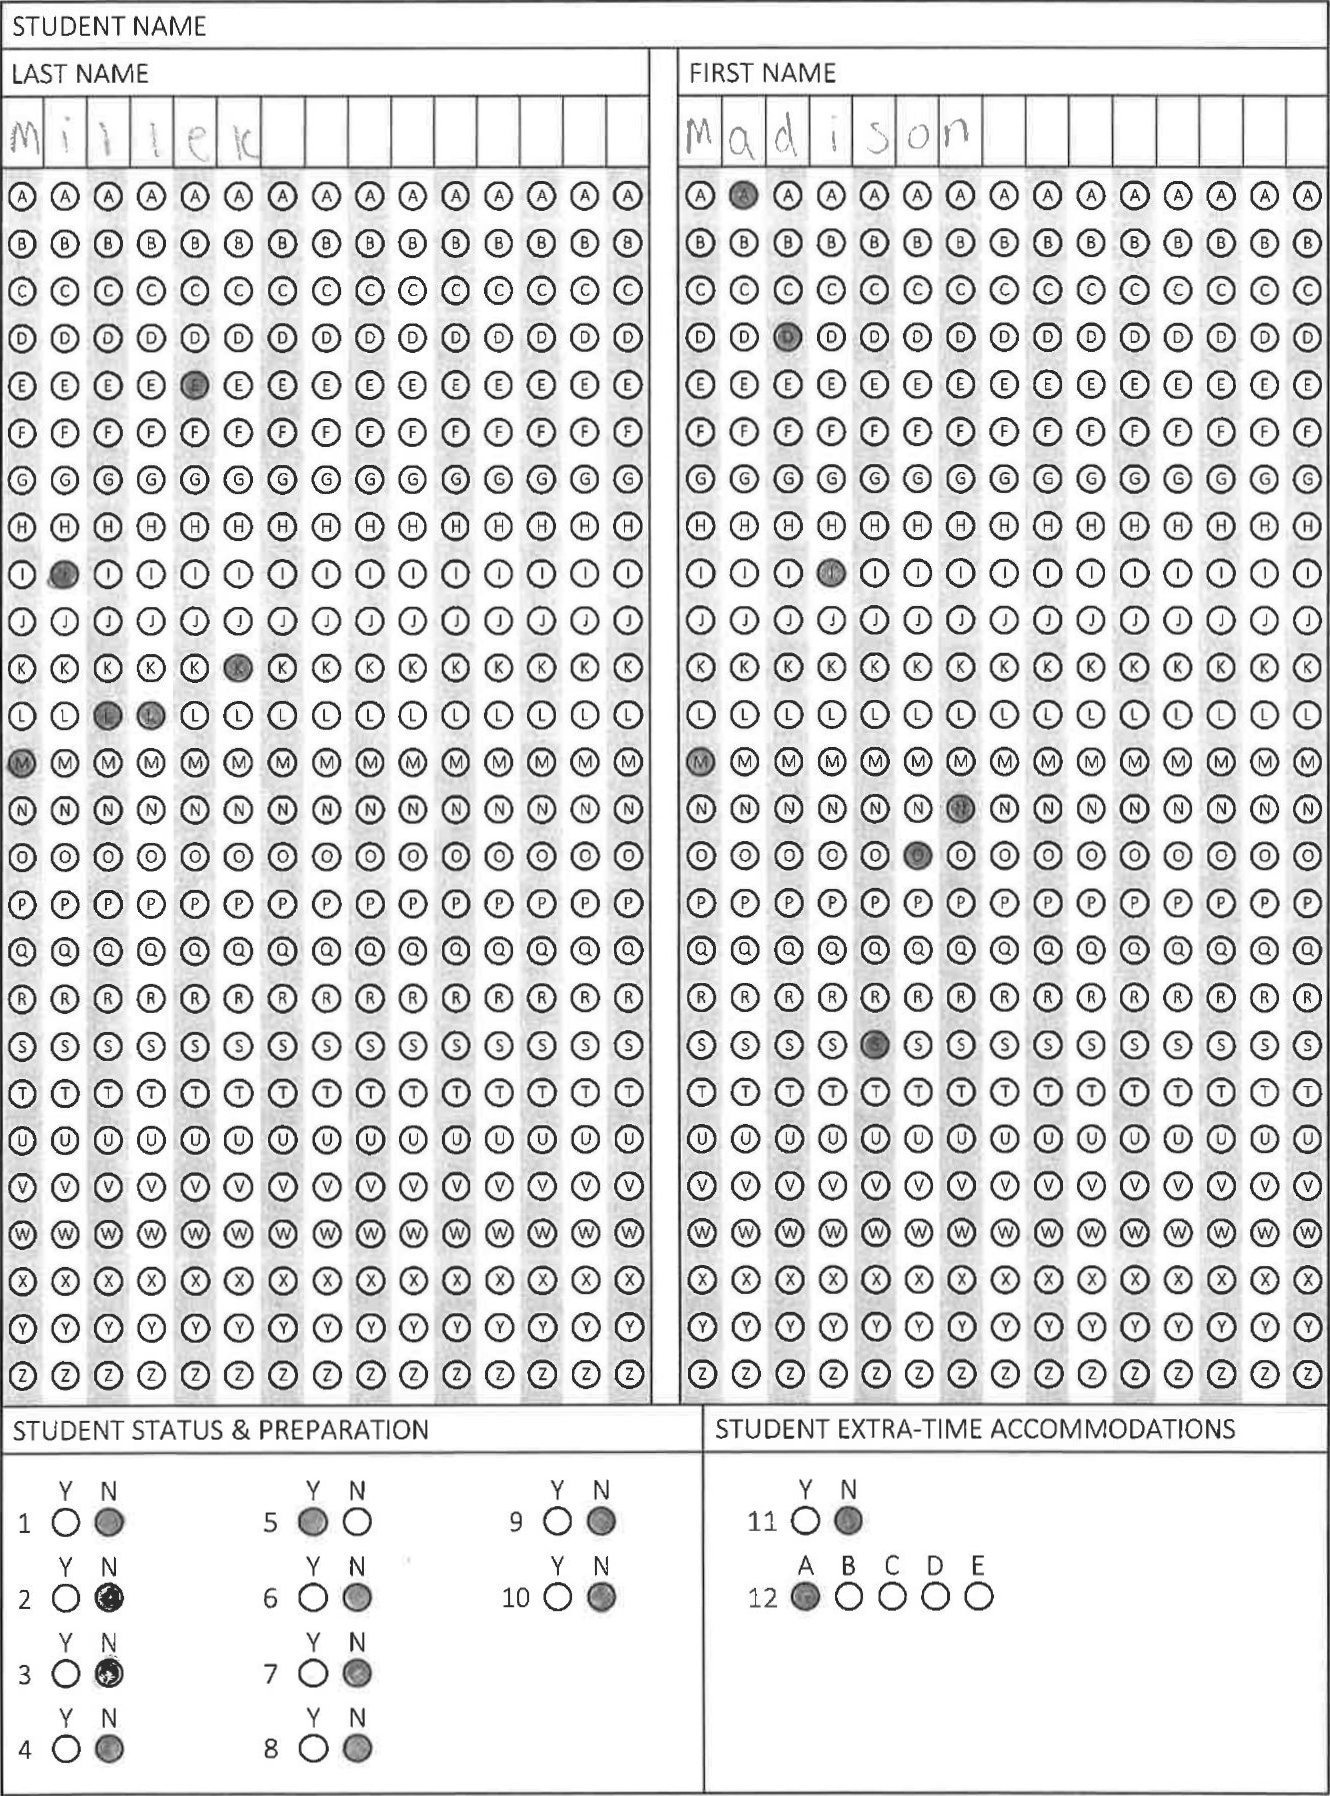 STUDENT NAME
LAST NAME FIRST NAME
Millek Madison
A A A A A A A A A A A A A A A A A A A A A A A A A A A A A A
B B B B B B B B B B B B B B B B B B B B B B B B B B B B B B
C C C C C C C C C C C C C C C C C C C C C C C C C C C C C C
D D D D D D D D D D D D D D D D D D D D D D D D D D D D D D
E E E E E E E E E E E E E E E E E E E E E E E E E E E E E E
F F F F F F F F F F F F F F F F F F F F F F F F F F F F F F
G G G G G G G G G G G G G G G G G G G G G G G G G G G G G G
H H H H H H H H H H H H H H H H H H H H H H H H H H H H H H
I I I I I I I I I I I I I I I I I I I I I I I I I I I I I I
J J J J J J J J J J J J J J J J J J J J J J J J J J J J J J
K K K K K K K K K K K K K K K K K K K K K K K K K K K K K K
L L L L L L L L L L L L L L L L L L L L L L L L L L L L L L
M M M M M M M M M M M M M M M M M M M M M M M M M M M M M M
N N N N N N N N N N N N N N N N N N N N N N N N N N N N N N
O O O O O O O O O O O O O O O O O O O O O O O O O O O O O O
P P P P P P P P P P P P P P P P P P P P P P P P P P P P P P
Q Q Q Q Q Q Q Q Q Q Q Q Q Q Q Q Q Q Q Q Q Q Q Q Q Q Q Q Q Q
R R R R R R R R R R R R R R R R R R R R R R R R R R R R R R
S S S S S S S S S S S S S S S S S S S S S S S S S S S S S S
T T T T T T T T T T T T T T T T T T T T T T T T T T T T T T
U U U U U U U U U U U U U U U U U U U U U U U U U U U U U U
V V V V V V V V V V V V V V V V V V V V V V V V V V V V V V
W W W W W W W W W W W W W W W W W W W W W W W W W W W W W W
X X X X X X X X X X X X X X X X X X X X X X X X X X X X X X
Y Y Y Y Y Y Y Y Y Y Y Y Y Y Y Y Y Y Y Y Y Y Y Y Y Y Y Y Y Y
Z Z Z Z Z Z Z Z Z Z Z Z Z Z Z Z Z Z Z Z Z Z Z Z Z Z Z Z Z Z
STUDENT STATUS & PREPARATION
Y N
1
Y N
2
Y N
3
Y N
4
Y N
5
Y N
6
Y N
7
Y N
8
Y N
9
Y N
10
STUDENT EXTRA-TIME ACCOMMODATIONS
Y N
11
A B C D E
12